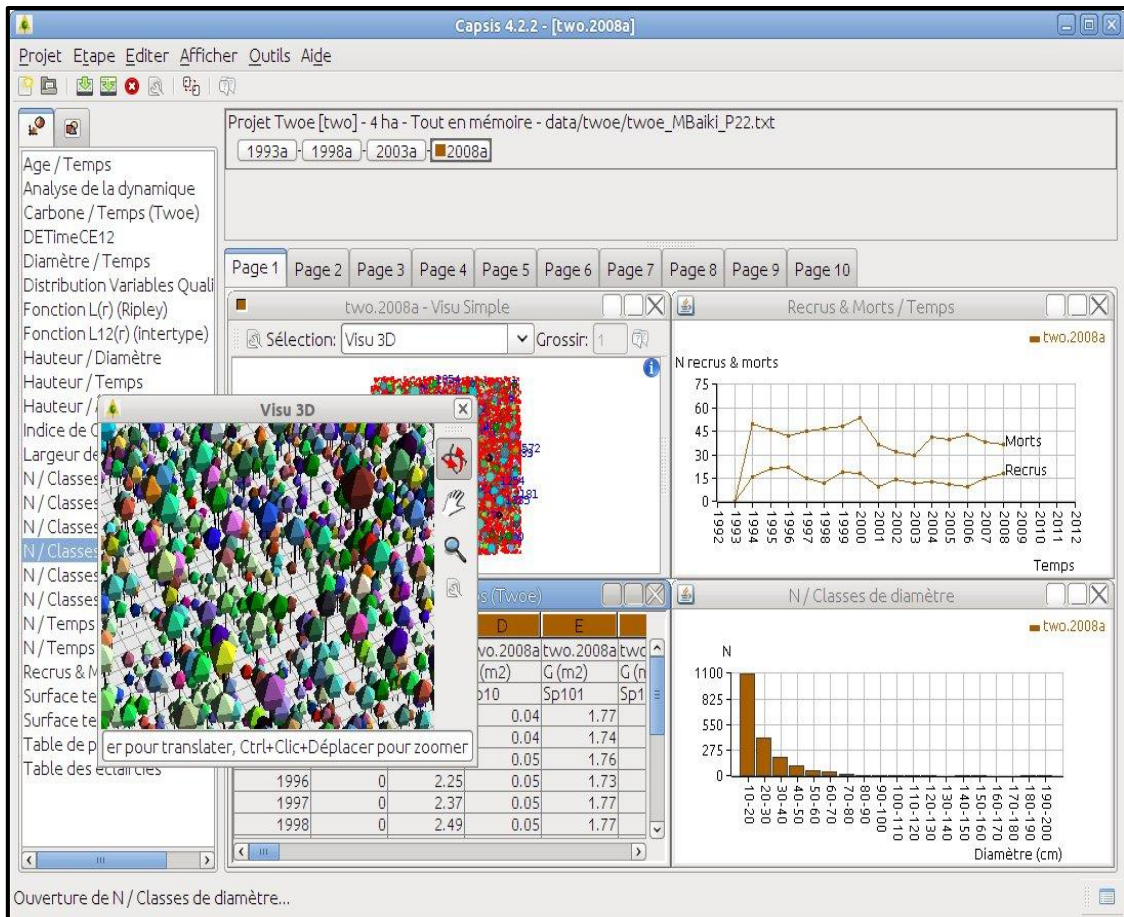 Capsis 4.2.2 - [two.2008a]
Projet Etape Editer Afficher Outils Aide
Projet Twoe [two] - 4 ha - Tout en mémoire - data/twoe/twoe_MBaiki_P22.txt
1993a 1998a 2003a 2008a
Age / Temps
Analyse de la dynamique
Carbone / Temps (Twoe)
DETimeCE12
Diamètre / Temps
Distribution Variables Quali
Fonction L(r) (Ripley)
Fonction L12(r) (intertype)
Hauteur / Diamètre
Hauteur / Temps
Hauteur /
Indice de
Largeur de
N / Classes
N / Classes
N / Classes
N / Classes
N / Classes
N / Classes
N / Temps
N / Temps
Recrus & M
Surface te
Surface te
Table de p
Table des éclaircies
Page 1 Page 2 Page 3 Page 4 Page 5 Page 6 Page 7 Page 8 Page 9 Page 10
two.2008a - Visu Simple
Sélection: Visu 3D Grossir: 1
Visu 3D
er pour translater, Ctrl+Clic+Déplacer pour zoomer
Recrus & Morts / Temps
two.2008a
N recrus & morts
75
60
45
30
15
0
Morts
Recrus
1992 1993 1994 1995 1996 1997 1998 1999 2000 2001 2002 2003 2004 2005 2006 2007 2008 2009 2010 2011 2012
Temps
(Twoe)
D E
wo.2008a two.2008a two
(m2) G (m2) G (n
p10 Sp101 Sp1
0.04 1.77
0.04 1.74
0.05 1.76
1996 0 2.25 0.05 1.73
1997 0 2.37 0.05 1.77
1998 0 2.49 0.05 1.77
N / Classes de diamètre
two.2008a
N
1100
825
550
275
0
10-20 20-30 30-40 40-50 50-60 60-70 70-80 80-90 90-100 100-110 110-120 120-130 130-140 140-150 150-160 160-170 170-180 180-190 190-200
Diamètre (cm)
Ouverture de N / Classes de diamètre...